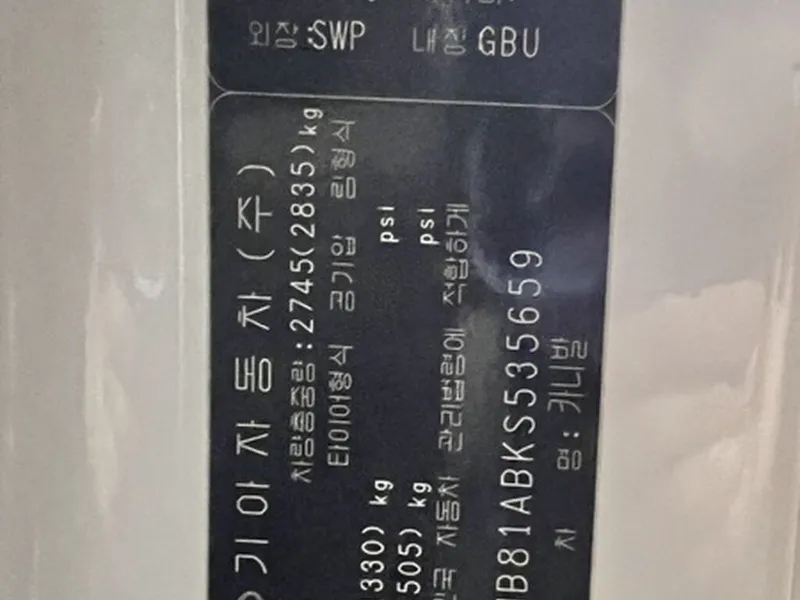 외장:SWP 내장 GBU
기아자동차(주)
차량총중량:2745(2835)kg
타이어형식 공기압 림형식
330) kg psi
505) kg psi
자동차 관리법령에 적합하게
B81ABKS535659
차 명: 카니발